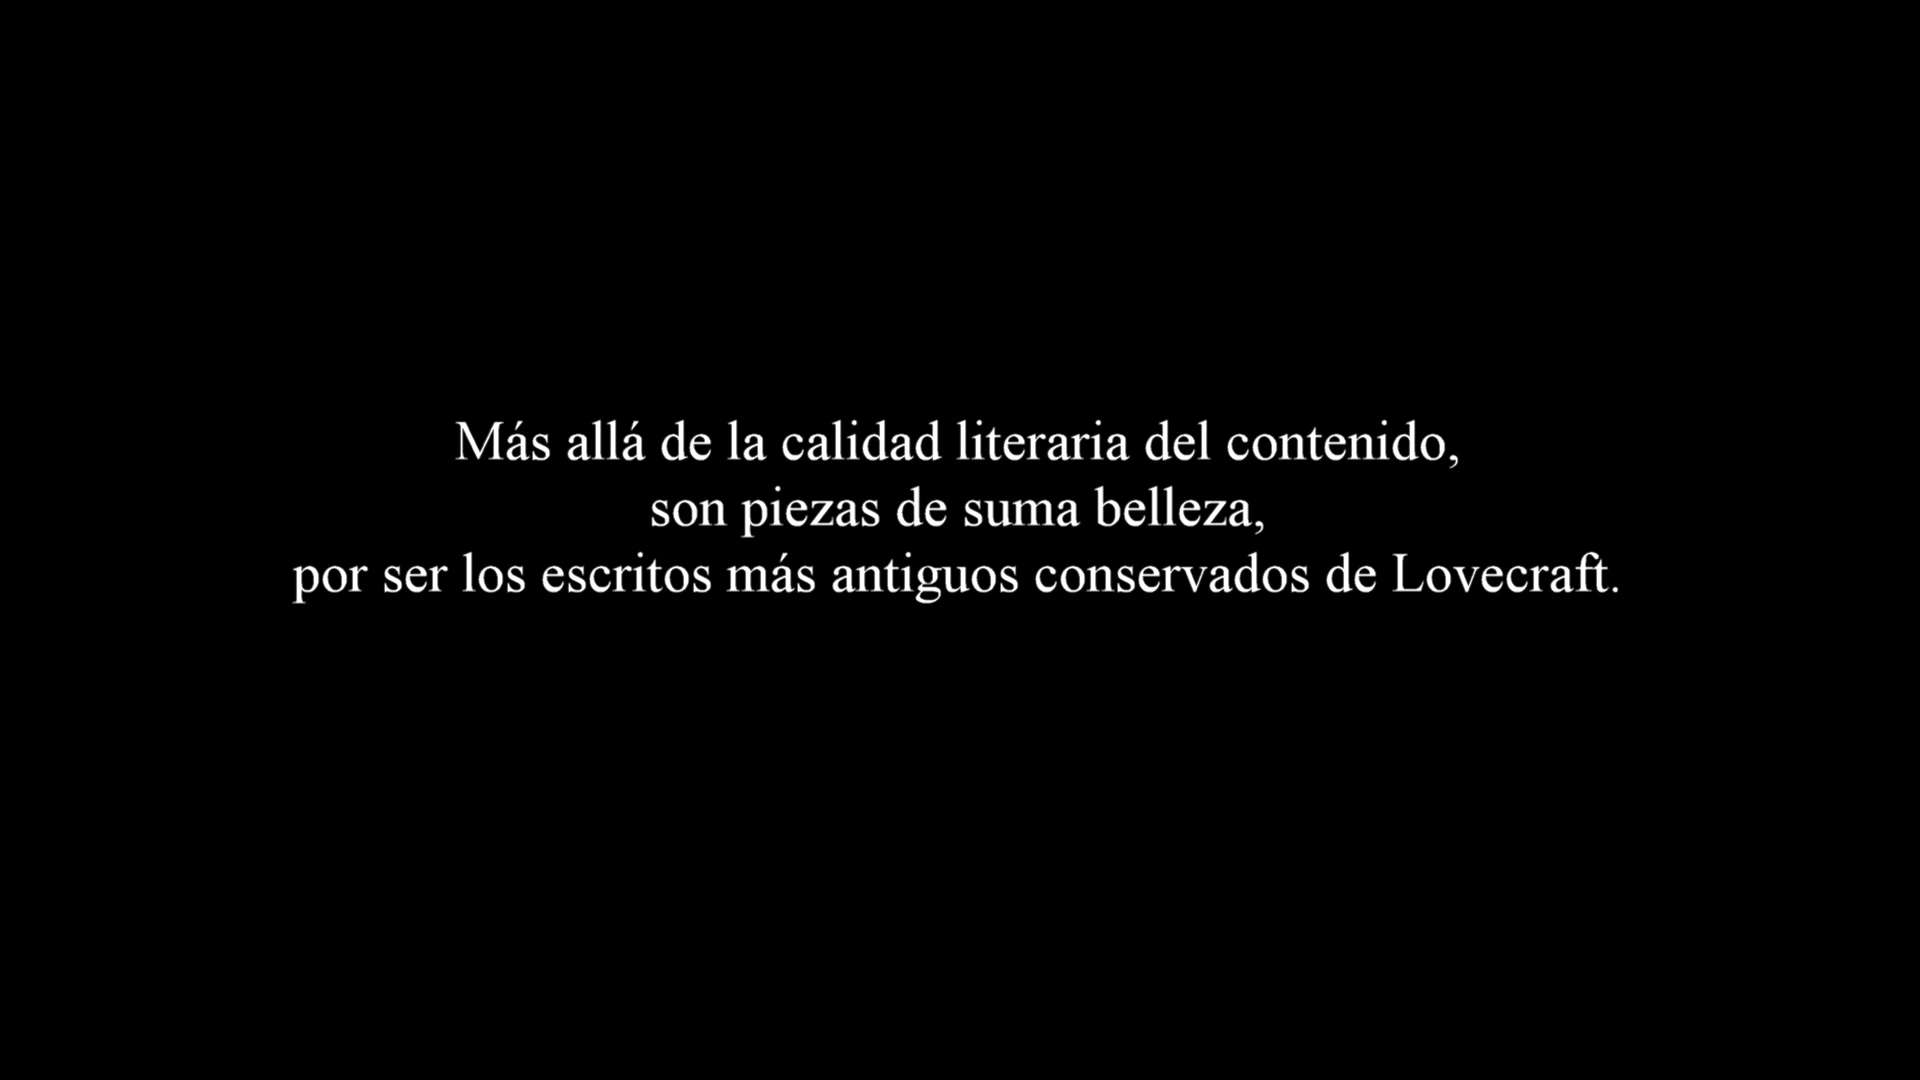 Más allá de la calidad literaria del contenido,
son piezas de suma belleza,
por ser los escritos más antiguos conservados de Lovecraft.